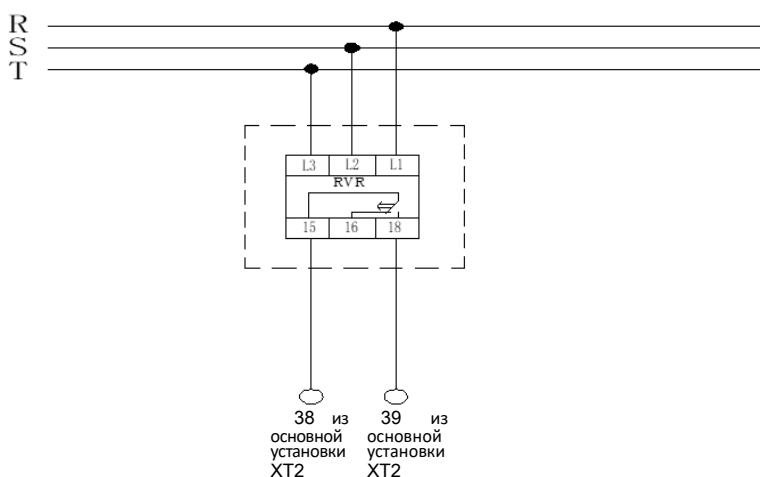 R
S
T
L3 L2 L1
RVR
15 16 18
38 из
основной
установки
XT2
39 из
основной
установки
XT2